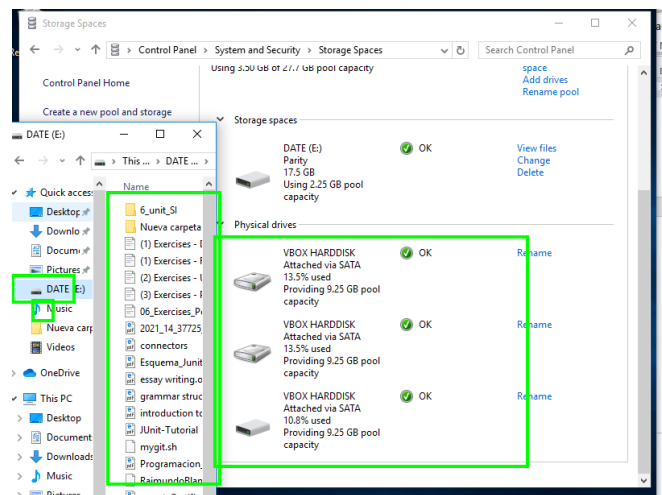 Storage Spaces
Control Panel > System and Security > Storage Spaces
Search Control Panel
Control Panel Home
Create a new pool and storage
Using 3.50 GB of 27.7 GB pool capacity
space
Add drives
Rename pool
Storage spaces
DATE (E:)
Parity
17.5 GB
Using 2.25 GB pool
capacity
OK
View files
Change
Delete
Physical drives
VBOX HARDDISK
Attached via SATA
13.5% used
Providing 9.25 GB pool
capacity
OK
Rename
VBOX HARDDISK
Attached via SATA
13.5% used
Providing 9.25 GB pool
capacity
OK
Rename
VBOX HARDDISK
Attached via SATA
10.8% used
Providing 9.25 GB pool
capacity
OK
Rename
DATE (E:)
This ... > DATE ... >
Quick acces
Desktop
Downlo
Docum
Pictures
DATE (E:)
Music
Nueva carp
Videos
OneDrive
This PC
Desktop
Document
Downloads
Music
Pictures
Name
6_unit_SI
Nueva carpeta
(1) Exercises -
(1) Exercises -
(2) Exercises -
(3) Exercises -
06_Exercises_P
2021_14_37725_
connectors
Esquema_Junit
essay writing.o
grammar struc
introduction to
JUnit-Tutorial
mygit.sh
Programacion_
RaimundoBlan